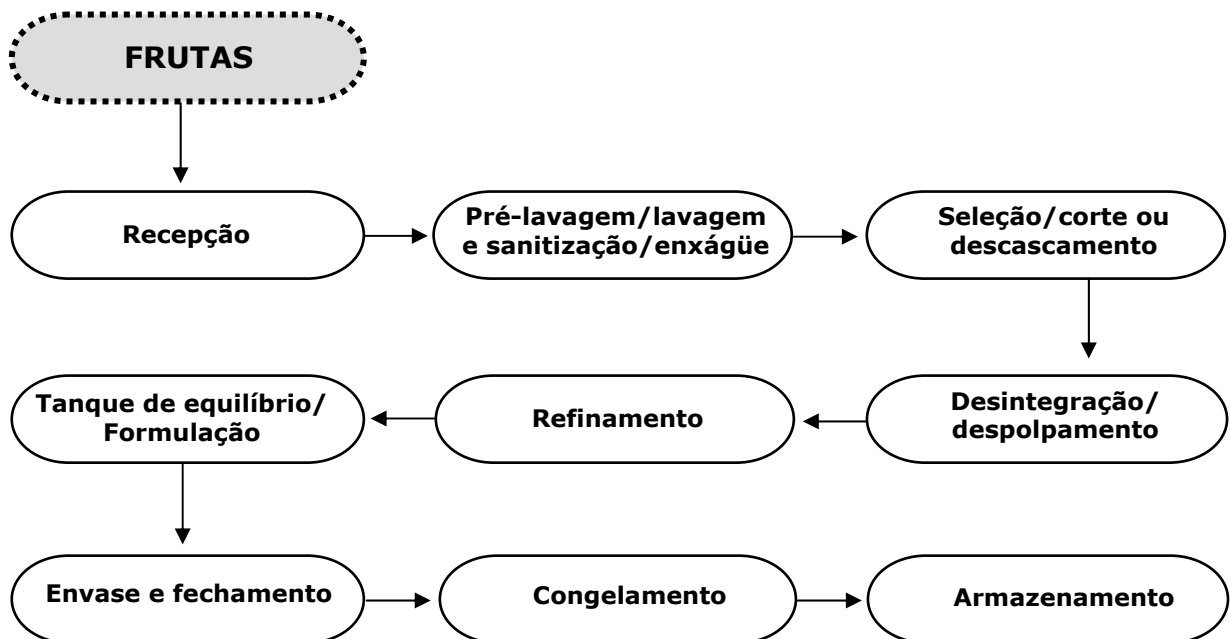 FRUTAS
Recepção
Pré-lavagem/lavagem
e sanitização/enxágüe
Seleção/corte ou
descascamento
Desintegração/
despolpamento
Refinamento
Tanque de equilíbrio/
Formulação
Envase e fechamento
Congelamento
Armazenamento